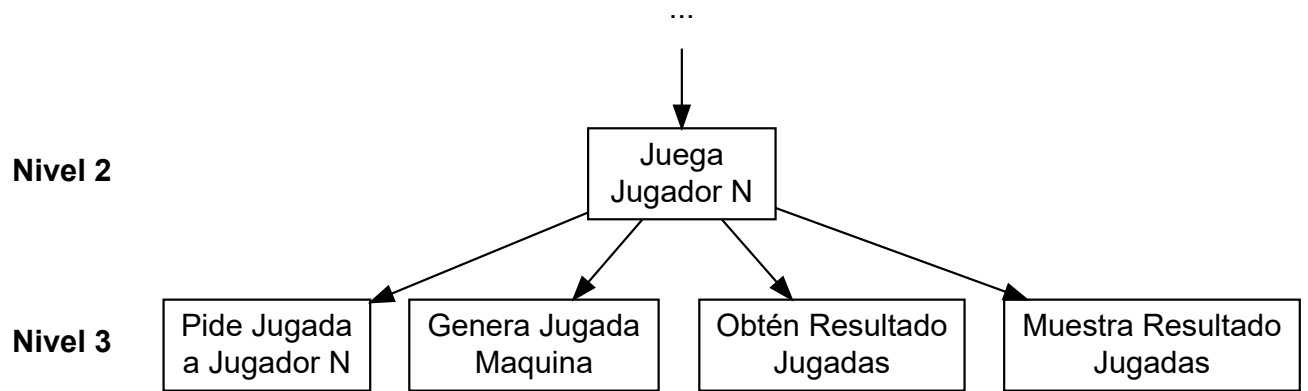 ...
Nivel 2
Juega
Jugador N
Nivel 3
Pide Jugada
a Jugador N
Genera Jugada
Maquina
Obtén Resultado
Jugadas
Muestra Resultado
Jugadas